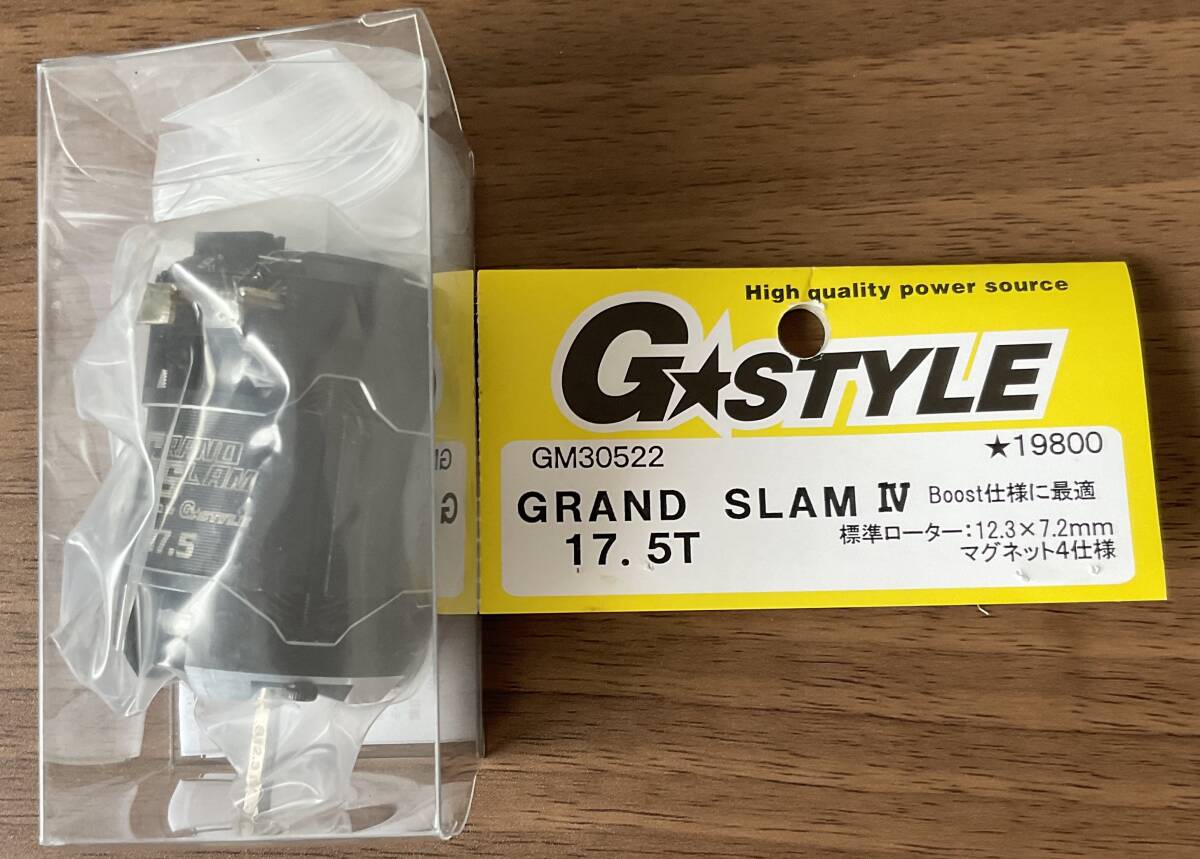 High quality power source
G★STYLE
GM30522
★19800
GRAND SLAM Ⅳ Boost仕様に最適
17.5T
標準ローター:12.3×7.2mm
マグネット4仕様
GRAND
SLAM
G★STYLE
17.5